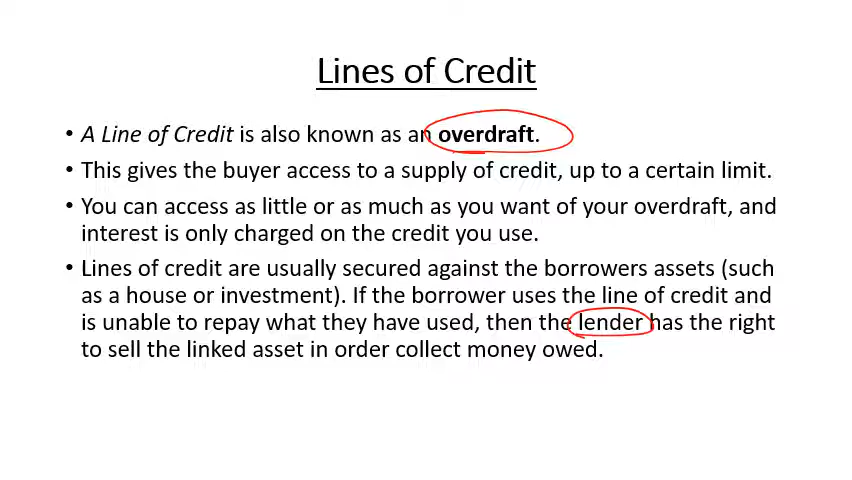 Lines of Credit
• A Line of Credit is also known as an overdraft.
• This gives the buyer access to a supply of credit, up to a certain limit.
• You can access as little or as much as you want of your overdraft, and
interest is only charged on the credit you use.
• Lines of credit are usually secured against the borrowers assets (such
as a house or investment). If the borrower uses the line of credit and
is unable to repay what they have used, then the lender has the right
to sell the linked asset in order collect money owed.